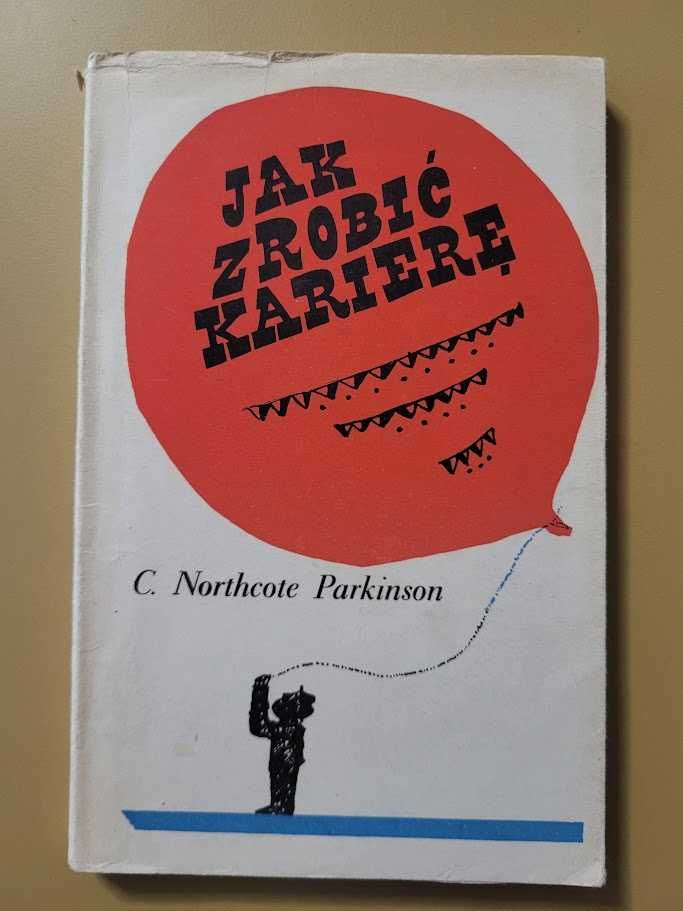 JAK
ZROBIĆ
KARIERĘ
C. Northcote Parkinson